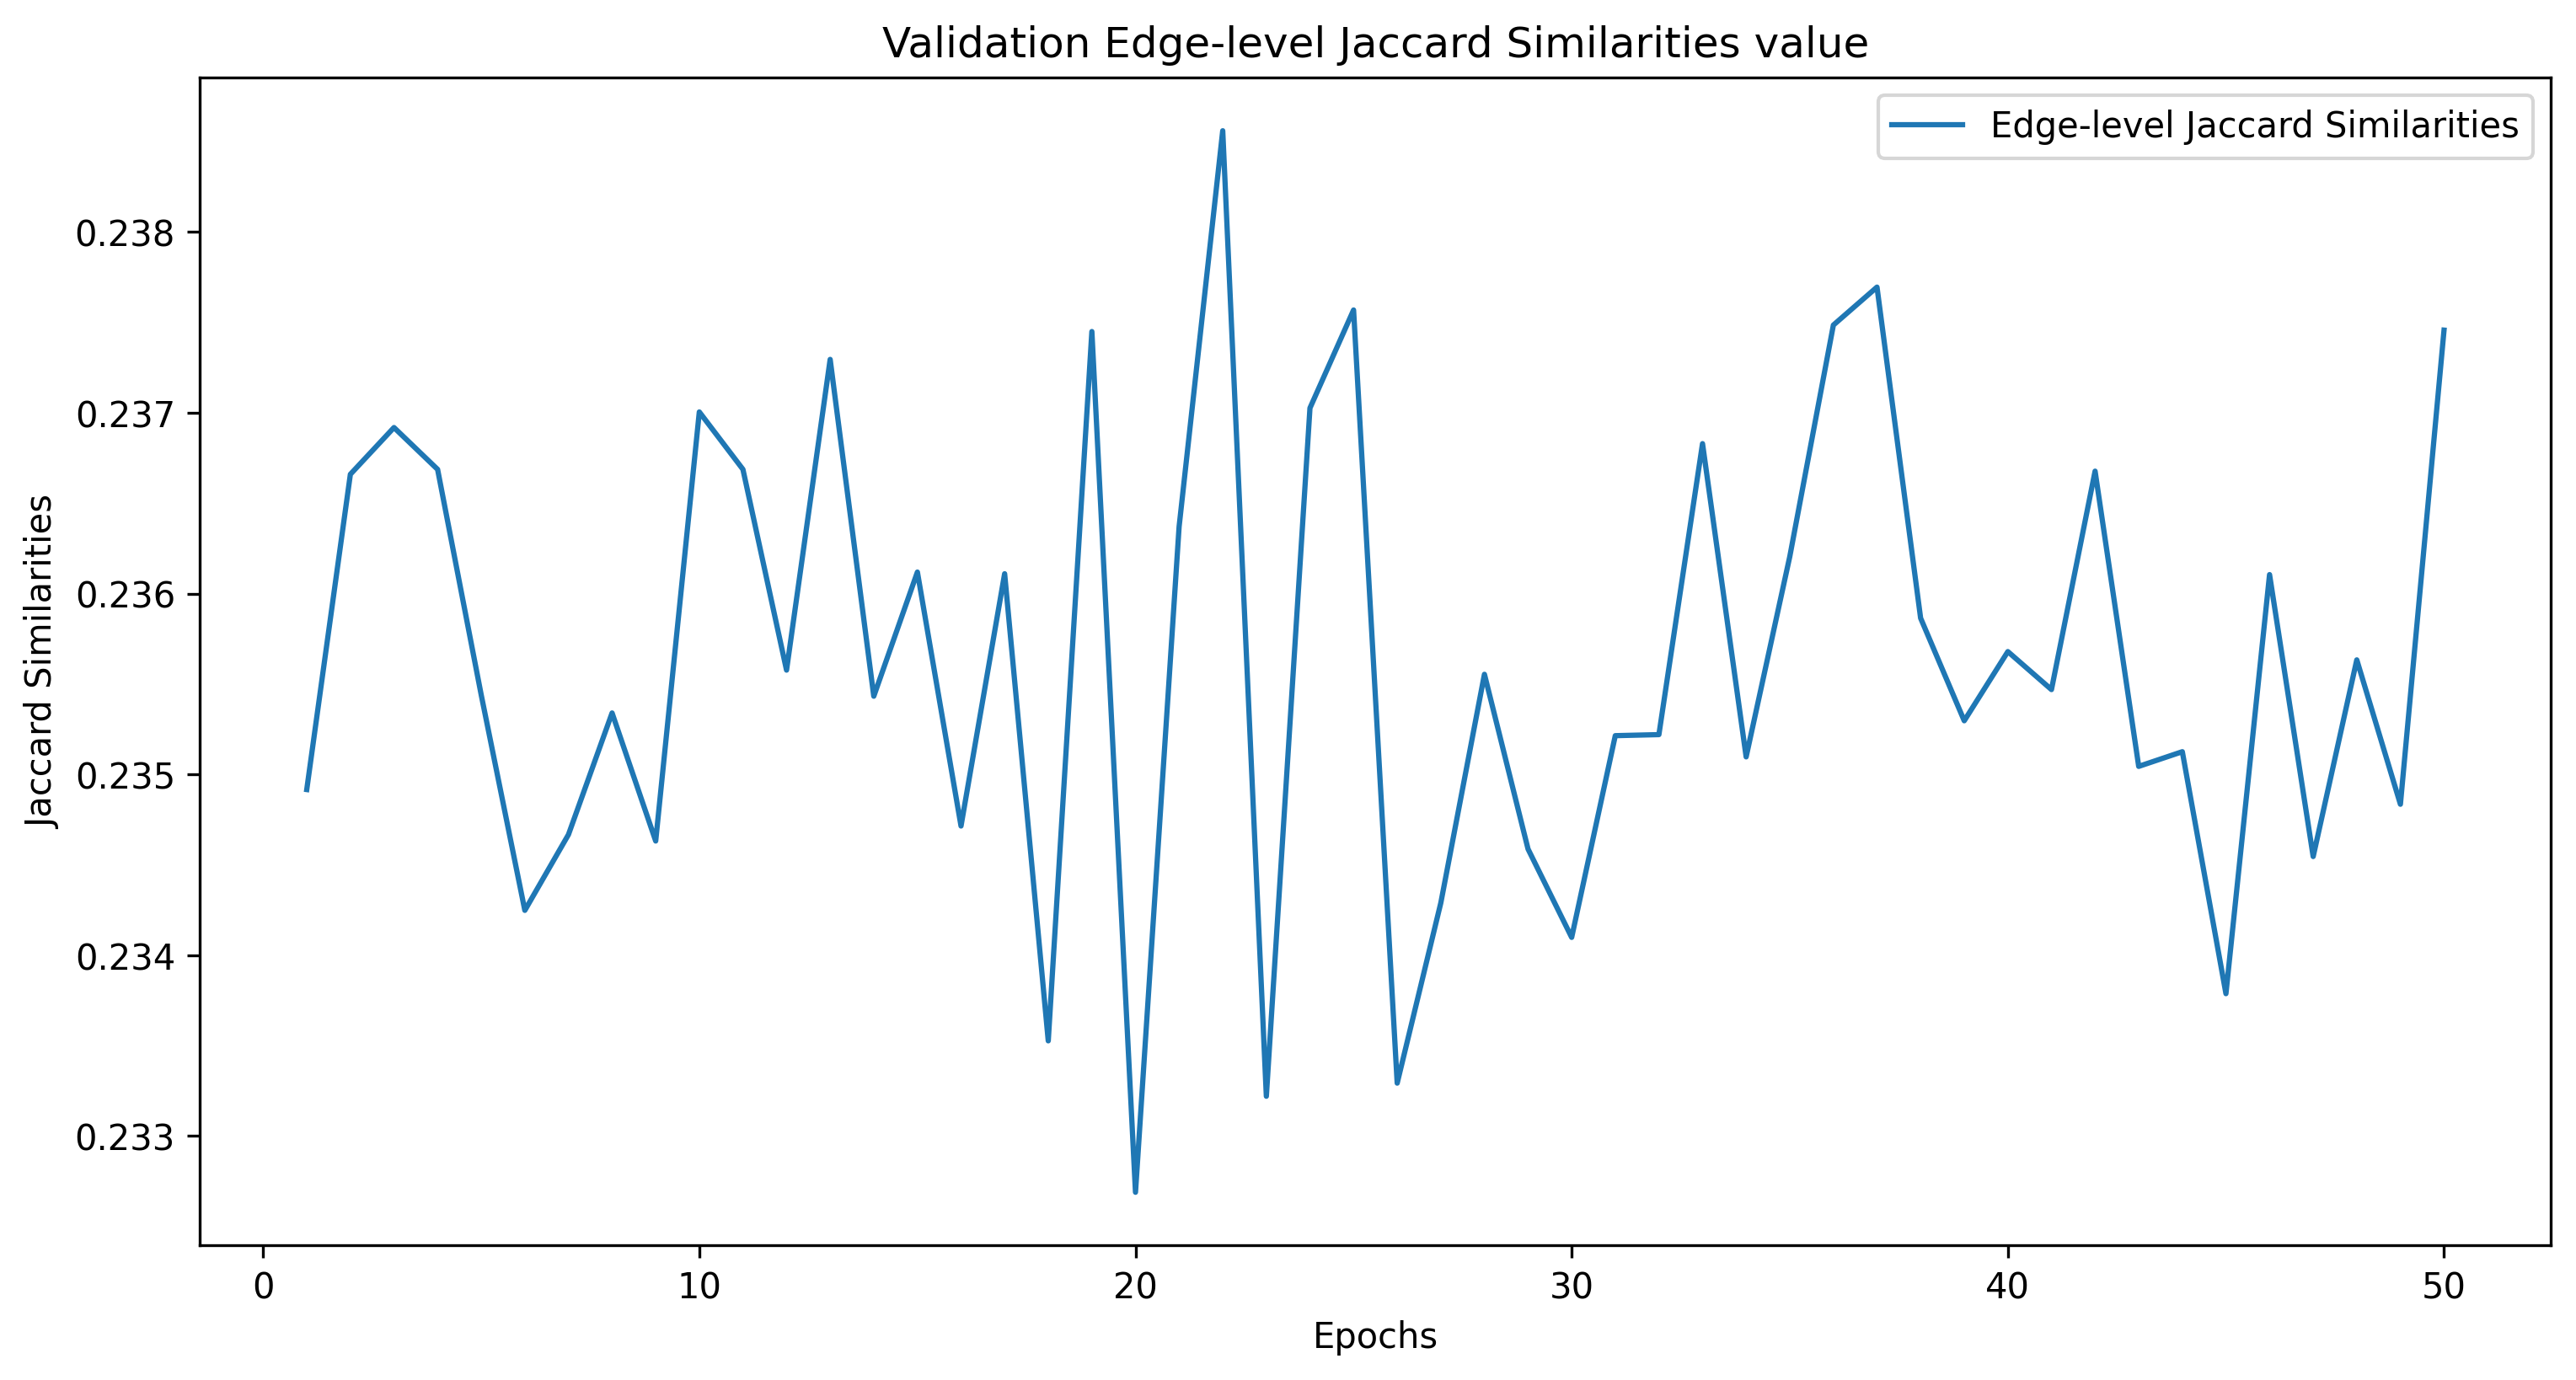 Validation Edge-level Jaccard Similarities value
Edge-level Jaccard Similarities
Jaccard Similarities
0.238
0.237
0.236
0.235
0.234
0.233
0 10 20 30 40 50
Epochs